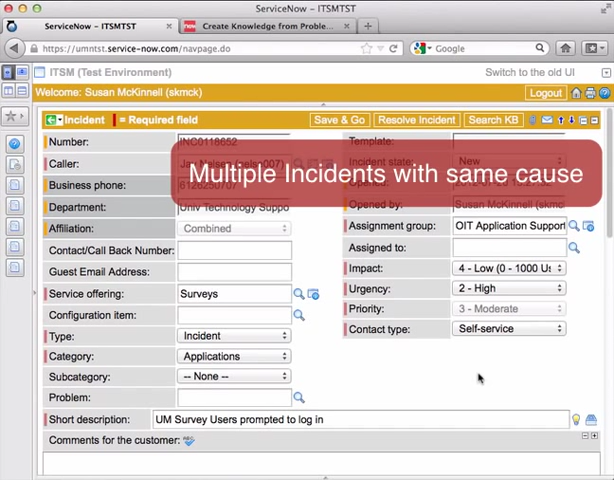 ServiceNow – ITSMTST
ServiceNow – ITSMTST
Create Knowledge from Proble...
https://umntst.service-now.com/navpage.do
Google
ITSM (Test Environment)
Switch to the old UI
Welcome: Susan McKinnell (skmck)
Logout
Incident
= Required field
Save & Go
Resolve Incident
Search KB
Number:
INC0118652
Template:
Caller:
Incident state:
New
Multiple Incidents with same cause
Business phone:
6126250707
Opened:
Department:
Univ Technology Suppo
Opened by:
Susan McKinnell (skmc
Affiliation:
Combined
Assignment group:
OIT Application Support
Contact/Call Back Number:
Assigned to:
Guest Email Address:
Impact:
4 - Low (0 - 1000 Us
Service offering:
Surveys
Urgency:
2 - High
Configuration item:
Priority:
3 - Moderate
Type:
Incident
Contact type:
Self-service
Category:
Applications
Subcategory:
-- None --
Problem:
Short description:
UM Survey Users prompted to log in
Comments for the customer: